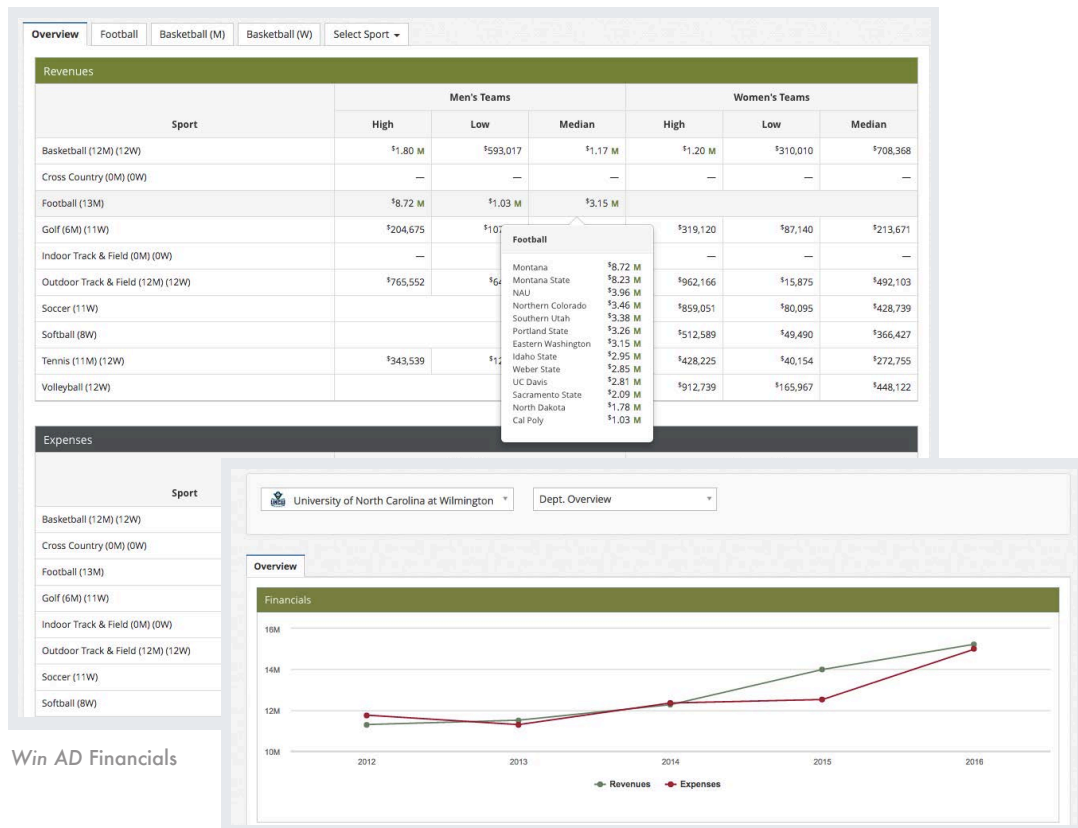 Overview Football Basketball (M) Basketball (W) Select Sport
Revenues
Men's Teams Women's Teams
Sport High Low Median High Low Median
Basketball (12M) (12W) $1.80 M $593,017 $1.17 M $1.20 M $310,010 $708,368
Cross Country (0M) (0W) — — — — — —
Football (13M) $8.72 M $1.03 M $3.15 M
Golf (6M) (11W) $204,675 $319,120 $87,140 $213,671
Indoor Track & Field (0M) (0W) — — — —
Outdoor Track & Field (12M) (12W) $765,552 $962,166 $15,875 $492,103
Soccer (11W) $859,051 $80,095 $428,739
Softball (8W) $512,589 $49,490 $366,427
Tennis (11M) (12W) $343,539 $428,225 $40,154 $272,755
Volleyball (12W) $912,739 $165,967 $448,122
Football
Montana $8.72 M
Montana State $8.23 M
NAU $3.96 M
Northern Colorado $3.46 M
Southern Utah $3.38 M
Portland State $3.26 M
Eastern Washington $3.15 M
Idaho State $2.95 M
Weber State $2.85 M
UC Davis $2.81 M
Sacramento State $2.09 M
North Dakota $1.78 M
Cal Poly $1.03 M
Expenses
Sport
Basketball (12M) (12W)
Cross Country (0M) (0W)
Football (13M)
Golf (6M) (11W)
Indoor Track & Field (0M) (0W)
Outdoor Track & Field (12M) (12W)
Soccer (11W)
Softball (8W)
University of North Carolina at Wilmington Dept. Overview
Overview
Financials
16M
14M
12M
10M
2012 2013 2014 2015 2016
Revenues Expenses
Win AD Financials